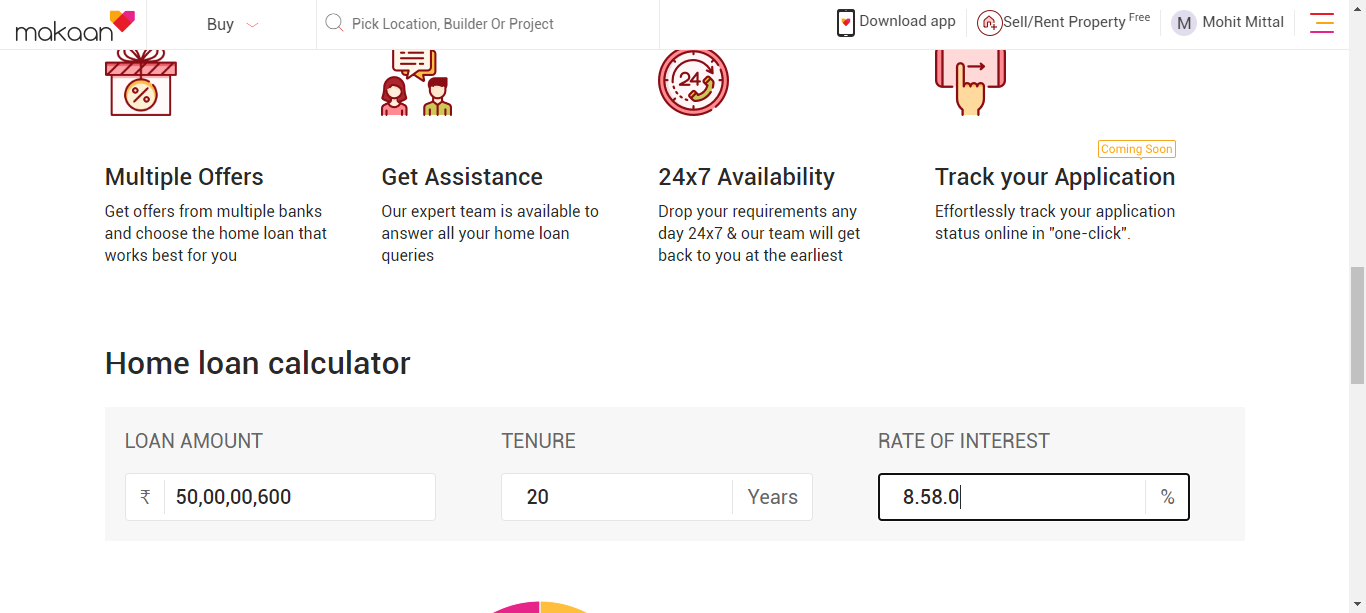 makaan
Buy
Pick Location, Builder Or Project
Download app
Sell/Rent Property Free
M
Mohit Mittal
%
24
Coming Soon
Multiple Offers
Get offers from multiple banks
and choose the home loan that
works best for you
Get Assistance
Our expert team is available to
answer all your home loan
queries
24x7 Availability
Drop your requirements any
day 24x7 & our team will get
back to you at the earliest
Track your Application
Effortlessly track your application
status online in "one-click".
Home loan calculator
LOAN AMOUNT
₹ 50,00,00,600
TENURE
20 Years
RATE OF INTEREST
8.58.0 %